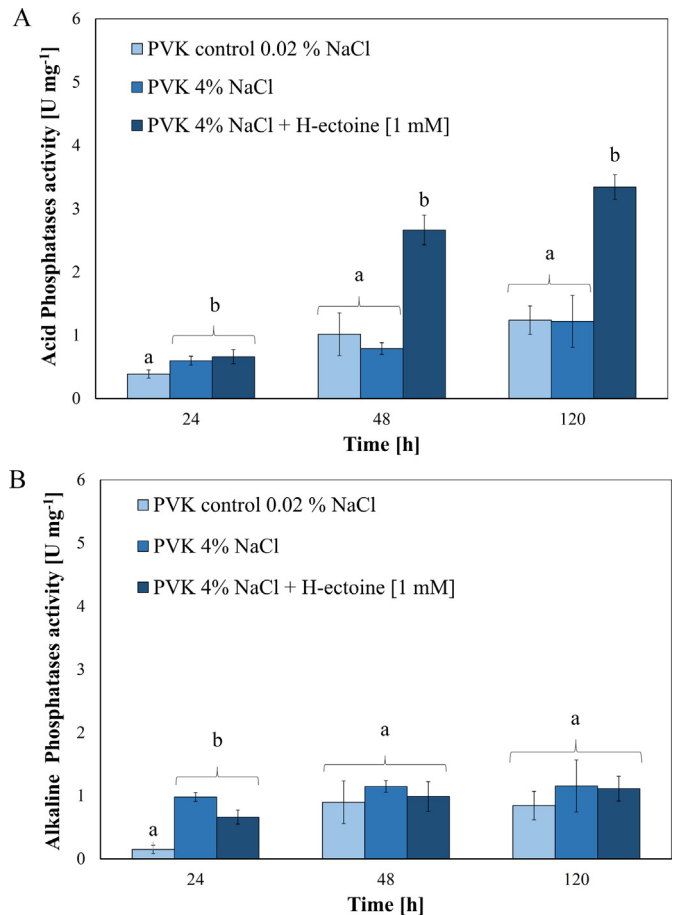 A
Acid Phosphatases activity [U mg-1]
6
5
4
3
2
1
0
PVK control 0.02 % NaCl
PVK 4% NaCl
PVK 4% NaCl + H-ectoine [1 mM]
a
b
a
b
a
b
24
48
120
Time [h]
B
Alkaline Phosphatases activity [U mg-1]
6
5
4
3
2
1
0
PVK control 0.02 % NaCl
PVK 4% NaCl
PVK 4% NaCl + H-ectoine [1 mM]
a
b
a
a
24
48
120
Time [h]